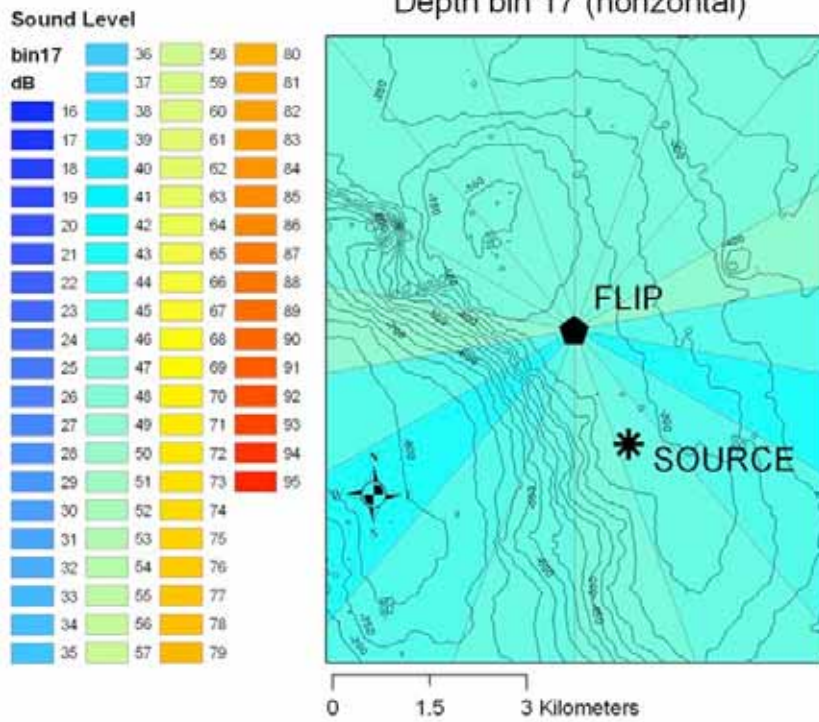 Depth bin 17 (horizontal)
Sound Level
bin17 36 58 80
dB 37 59 81
16 38 60 82
17 39 61 83
18 40 62 84
19 41 63 85
20 42 64 86
21 43 65 87
22 44 66 88
23 45 67 89
24 46 68 90
25 47 69 91
26 48 70 92
27 49 71 93
28 50 72 94
29 51 73 95
30 52 74
31 53 75
32 54 76
33 55 77
34 56 78
35 57 79
FLIP
SOURCE
0 1.5 3 Kilometers